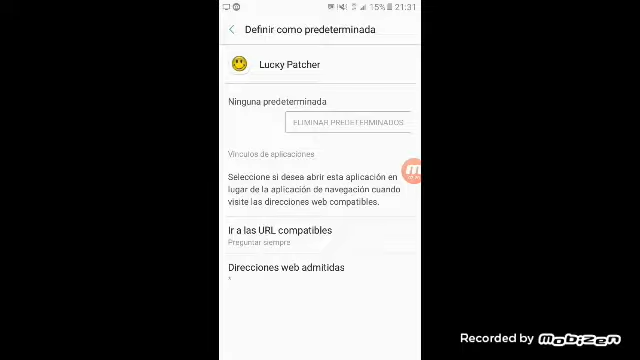 15% 21:31
Definir como predeterminada
Lucky Patcher
Ninguna predeterminada
ELIMINAR PREDETERMINADOS
Vínculos de aplicaciones
Seleccione si desea abrir esta aplicación en
lugar de la aplicación de navegación cuando
visite las direcciones web compatibles.
Ir a las URL compatibles
Preguntar siempre
Direcciones web admitidas
*
Recorded by Mobizen